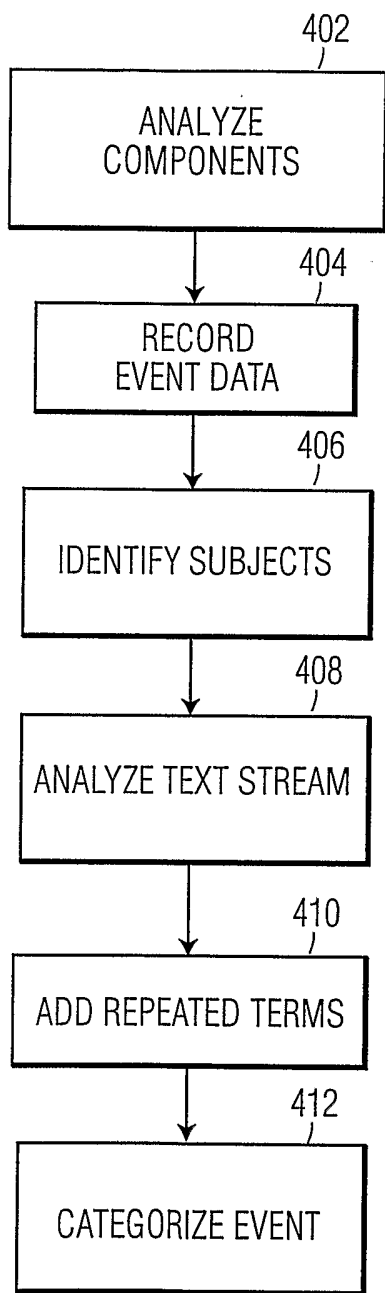 402
ANALYZE
COMPONENTS
404
RECORD
EVENT DATA
406
IDENTIFY SUBJECTS
408
ANALYZE TEXT STREAM
410
ADD REPEATED TERMS
412
CATEGORIZE EVENT